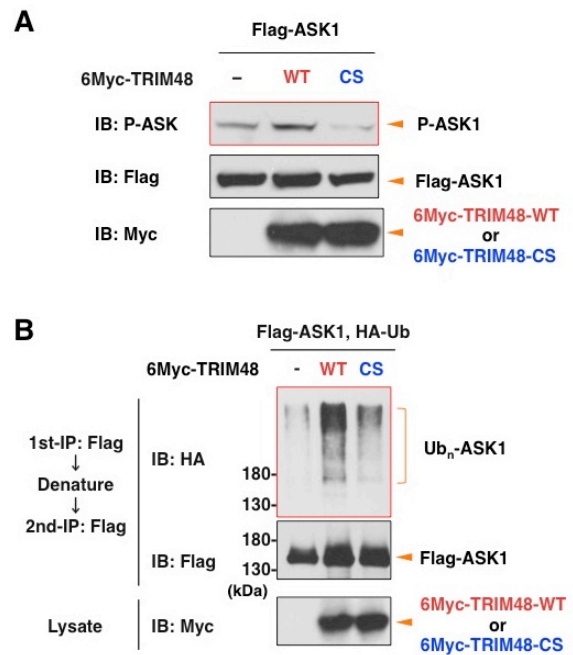 A
Flag-ASK1
6Myc-TRIM48 – WT CS
IB: P-ASK P-ASK1
IB: Flag Flag-ASK1
IB: Myc 6Myc-TRIM48-WT
or
6Myc-TRIM48-CS
B
Flag-ASK1, HA-Ub
6Myc-TRIM48 - WT CS
1st-IP: Flag
↓
Denature
↓
2nd-IP: Flag
IB: HA
180-
130-
Ubn-ASK1
IB: Flag
180-
130-
(kDa)
Flag-ASK1
Lysate IB: Myc 6Myc-TRIM48-WT
or
6Myc-TRIM48-CS